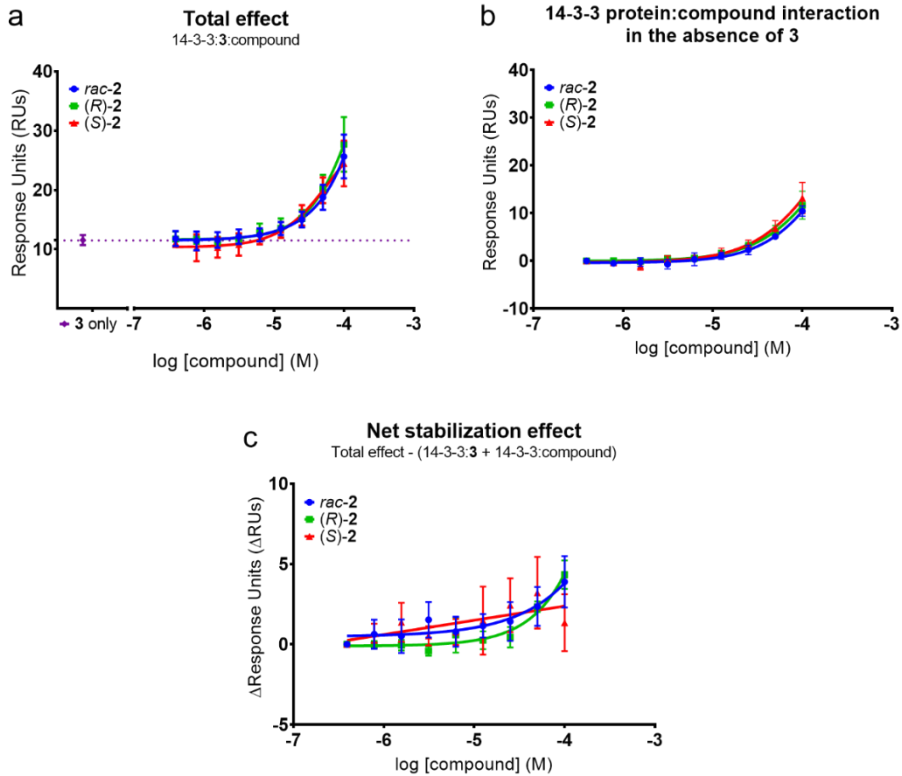 a
Total effect
14-3-3:3:compound
Response Units (RUs)
40
30
20
10
rac-2
(R)-2
(S)-2
3 only
-7
-6
-5
-4
-3
log [compound] (M)
b
14-3-3 protein:compound interaction
in the absence of 3
Response Units (RUs)
40
30
20
10
0
-10
rac-2
(R)-2
(S)-2
-7
-6
-5
-4
-3
log [compound] (M)
c
Net stabilization effect
Total effect - (14-3-3:3 + 14-3-3:compound)
ΔResponse Units (ΔRUs)
10
5
0
-5
rac-2
(R)-2
(S)-2
-7
-6
-5
-4
-3
log [compound] (M)